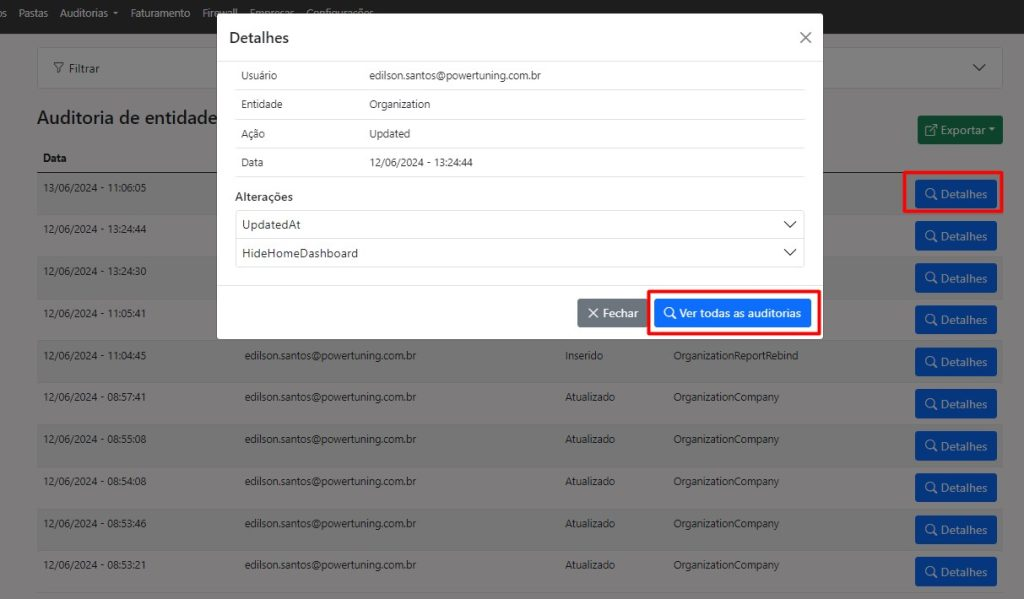 os Pastas Auditorias Faturamento Firewall Empresas Configurações
Detalhes
Filtrar
Usuário edilson.santos@powertuning.com.br
Entidade Organization
Ação Updated
Data 12/06/2024 - 13:24:44
Alterações
UpdatedAt
HideHomeDashboard
Fechar Ver todas as auditorias
Auditoria de entidade
Exportar
Data
13/06/2024 - 11:06:05 Detalhes
12/06/2024 - 13:24:44 Detalhes
12/06/2024 - 13:24:30 Detalhes
12/06/2024 - 11:05:41 Detalhes
12/06/2024 - 11:04:45 edilson.santos@powertuning.com.br Inserido OrganizationReportRebind Detalhes
12/06/2024 - 08:57:41 edilson.santos@powertuning.com.br Atualizado OrganizationCompany Detalhes
12/06/2024 - 08:55:08 edilson.santos@powertuning.com.br Atualizado OrganizationCompany Detalhes
12/06/2024 - 08:54:08 edilson.santos@powertuning.com.br Atualizado OrganizationCompany Detalhes
12/06/2024 - 08:53:46 edilson.santos@powertuning.com.br Atualizado OrganizationCompany Detalhes
12/06/2024 - 08:53:21 edilson.santos@powertuning.com.br Atualizado OrganizationCompany Detalhes